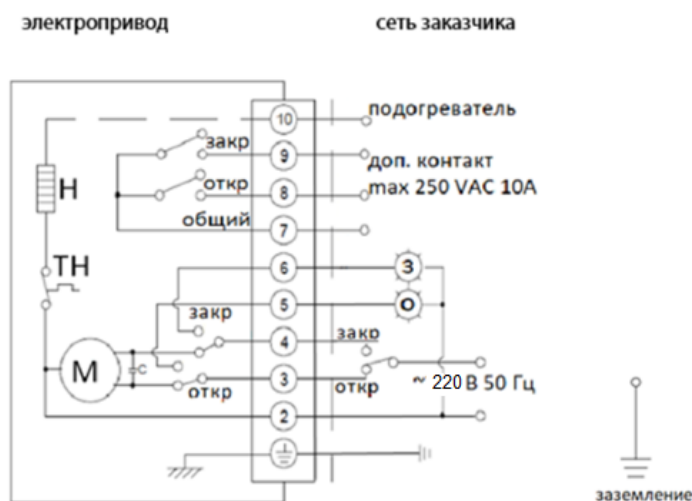 электропривод сеть заказчика
10 подогреватель
закр 9 доп. контакт
откр 8 max 250 VAC 10A
H
общий 7
TH
6 З
5 О
закр 4 закр
M C
откр 3 откр ~ 220 В 50 Гц
2
заземление